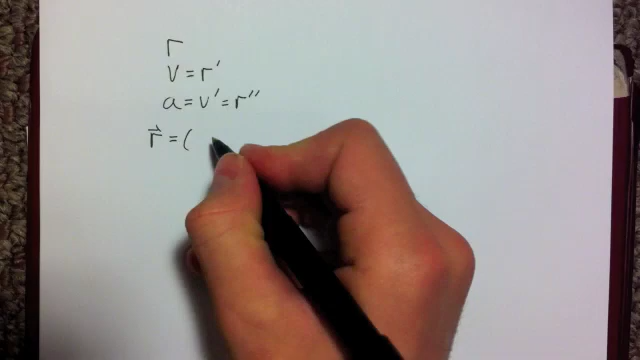 r
v = r'
a = v' = r''
r⃗ = (